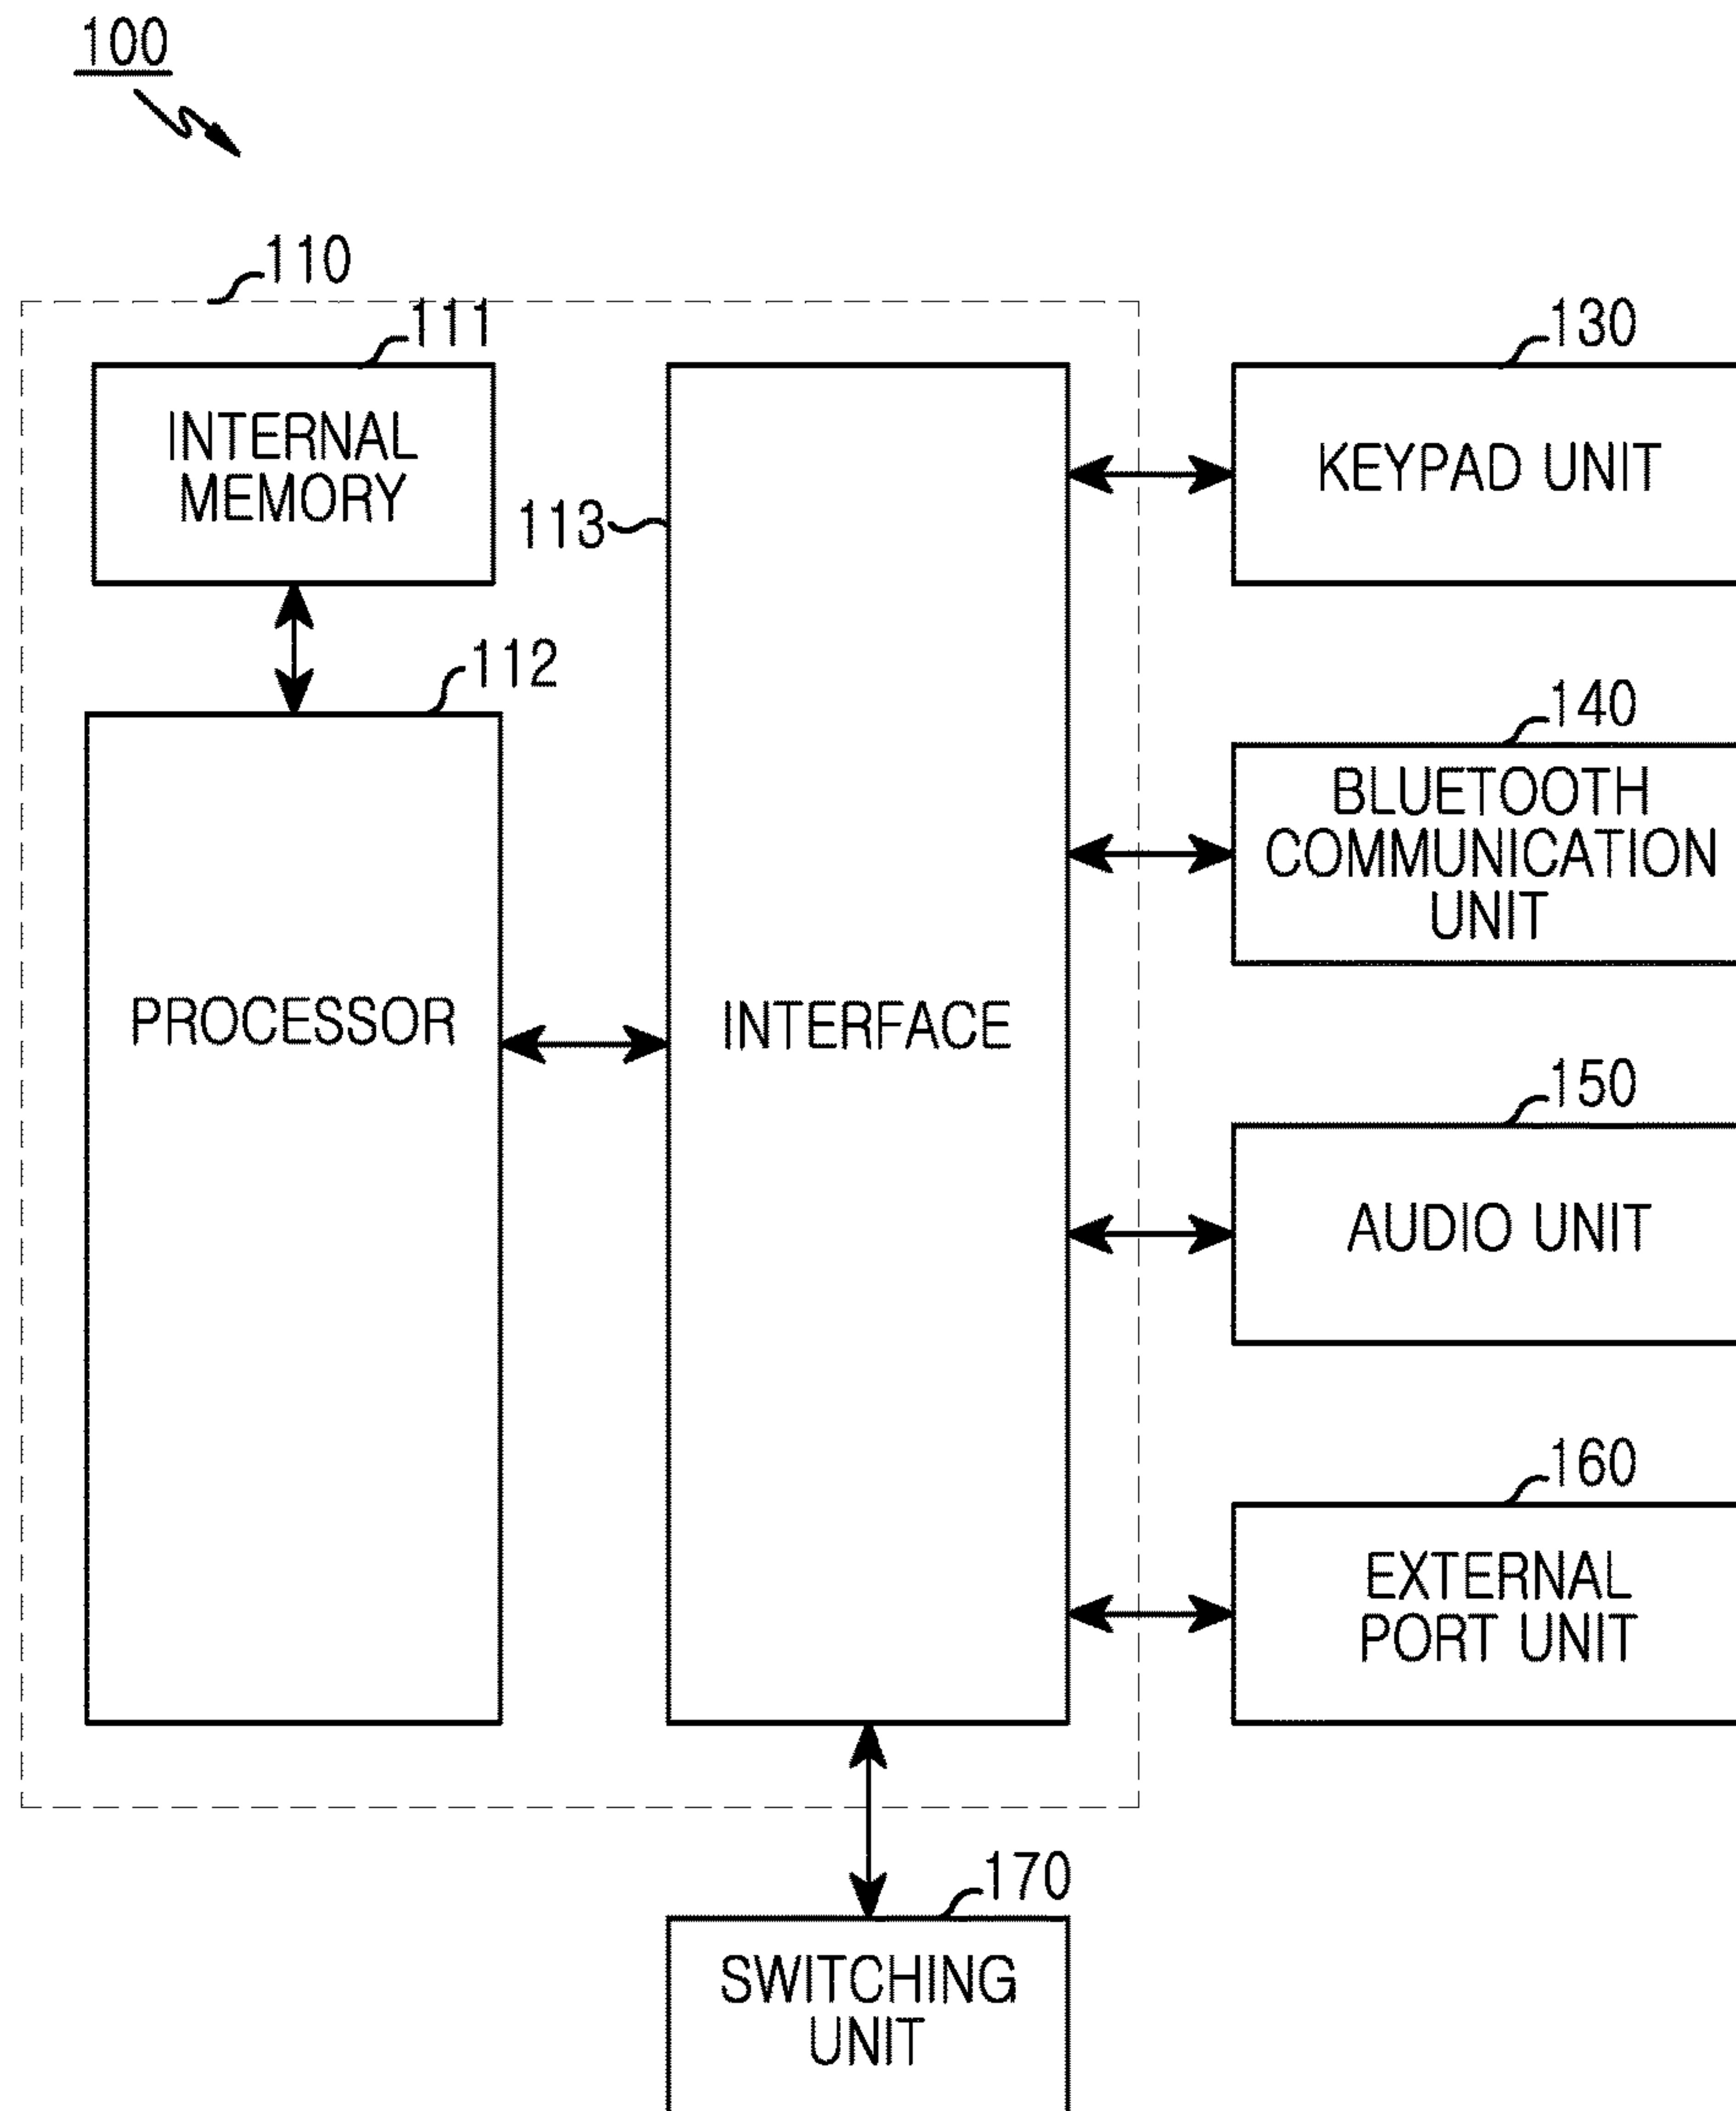 100
110
111
INTERNAL
MEMORY
113
112
PROCESSOR
INTERFACE
130
KEYPAD UNIT
140
BLUETOOTH
COMMUNICATION
UNIT
150
AUDIO UNIT
160
EXTERNAL
PORT UNIT
170
SWITCHING
UNIT